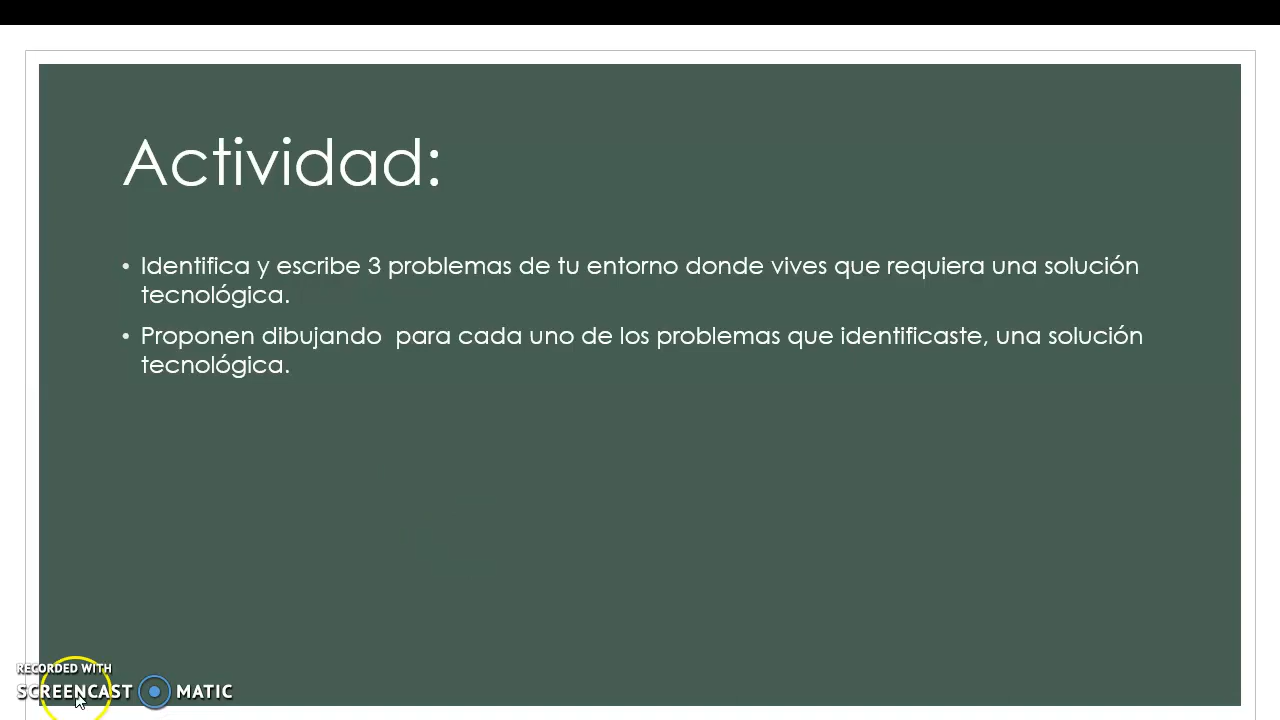 Actividad:
• Identifica y escribe 3 problemas de tu entorno donde vives que requiera una solución
tecnológica.
• Proponen dibujando  para cada uno de los problemas que identificaste, una solución
tecnológica.
RECORDED WITH
SCREENCAST MATIC